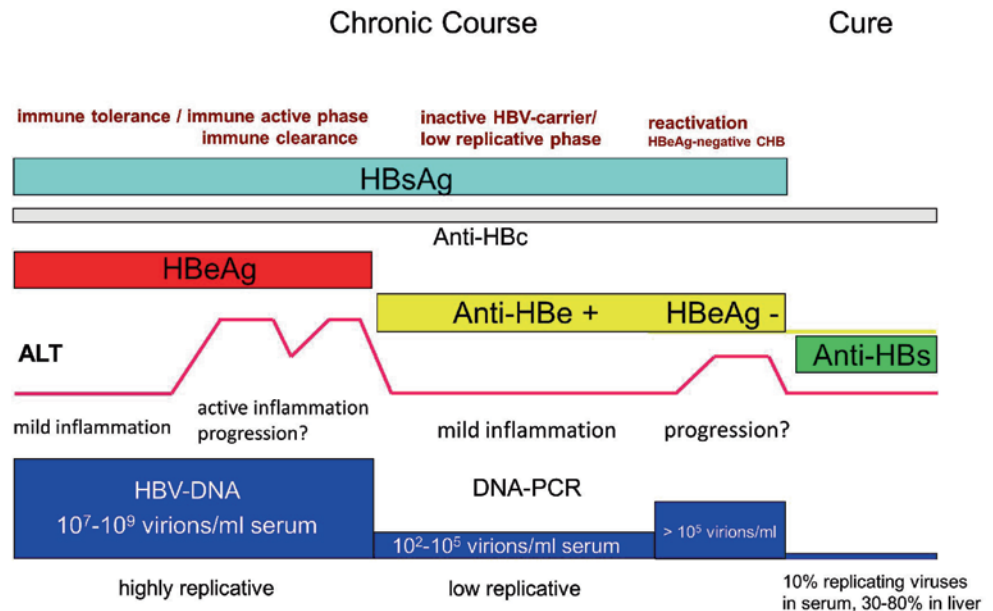 Chronic Course
Cure
immune tolerance / immune active phase
immune clearance
inactive HBV-carrier/
low replicative phase
reactivation
HBeAg-negative CHB
HBsAg
Anti-HBc
HBeAg
Anti-HBe +
HBeAg -
ALT
Anti-HBs
mild inflammation
active inflammation
progression?
mild inflammation
progression?
HBV-DNA
10⁷-10⁹ virions/ml serum
DNA-PCR
10²-10⁵ virions/ml serum
> 10⁵ virions/ml
highly replicative
low replicative
10% replicating viruses
in serum, 30-80% in liver